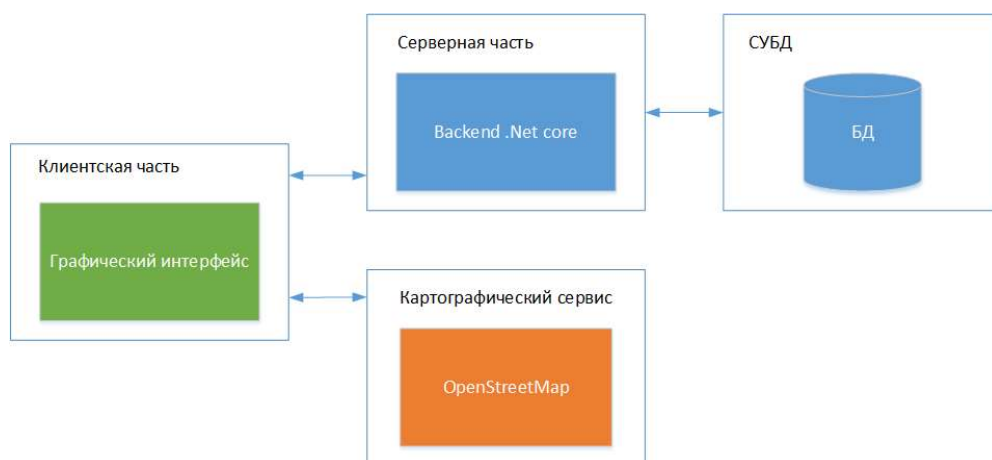 Серверная часть
Backend .Net core
СУБД
БД
Клиентская часть
Графический интерфейс
Картографический сервис
OpenStreetMap